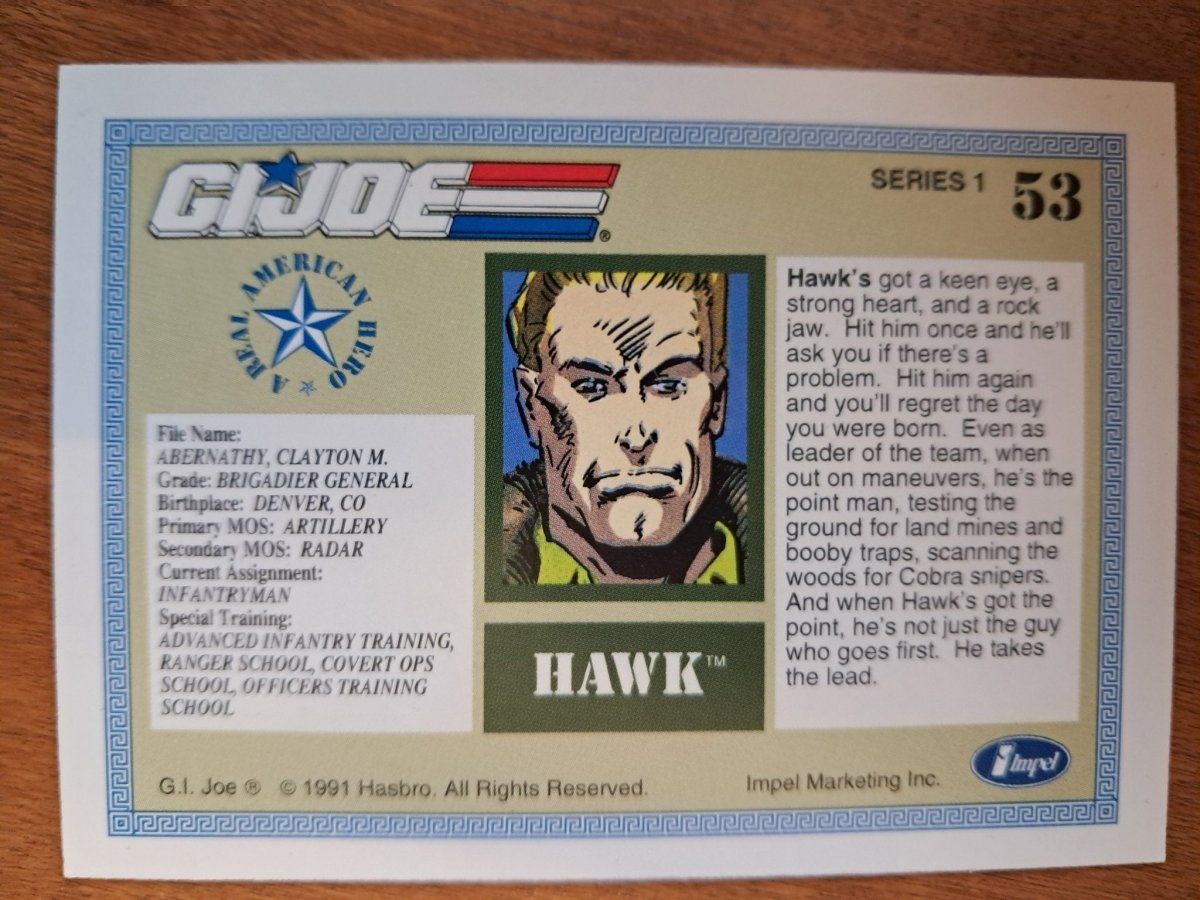 G.I. JOE ®
SERIES 1 53
A REAL AMERICAN HERO
File Name:
ABERNATHY, CLAYTON M.
Grade: BRIGADIER GENERAL
Birthplace: DENVER, CO
Primary MOS: ARTILLERY
Secondary MOS: RADAR
Current Assignment:
INFANTRYMAN
Special Training:
ADVANCED INFANTRY TRAINING,
RANGER SCHOOL, COVERT OPS
SCHOOL, OFFICERS TRAINING
SCHOOL
HAWK™
Hawk's got a keen eye, a
strong heart, and a rock
jaw. Hit him once and he'll
ask you if there's a
problem. Hit him again
and you'll regret the day
you were born. Even as
leader of the team, when
out on maneuvers, he's the
point man, testing the
ground for land mines and
booby traps, scanning the
woods for Cobra snipers.
And when Hawk's got the
point, he's not just the guy
who goes first. He takes
the lead.
G.I. Joe ® © 1991 Hasbro. All Rights Reserved.
Impel Marketing Inc.
Impel